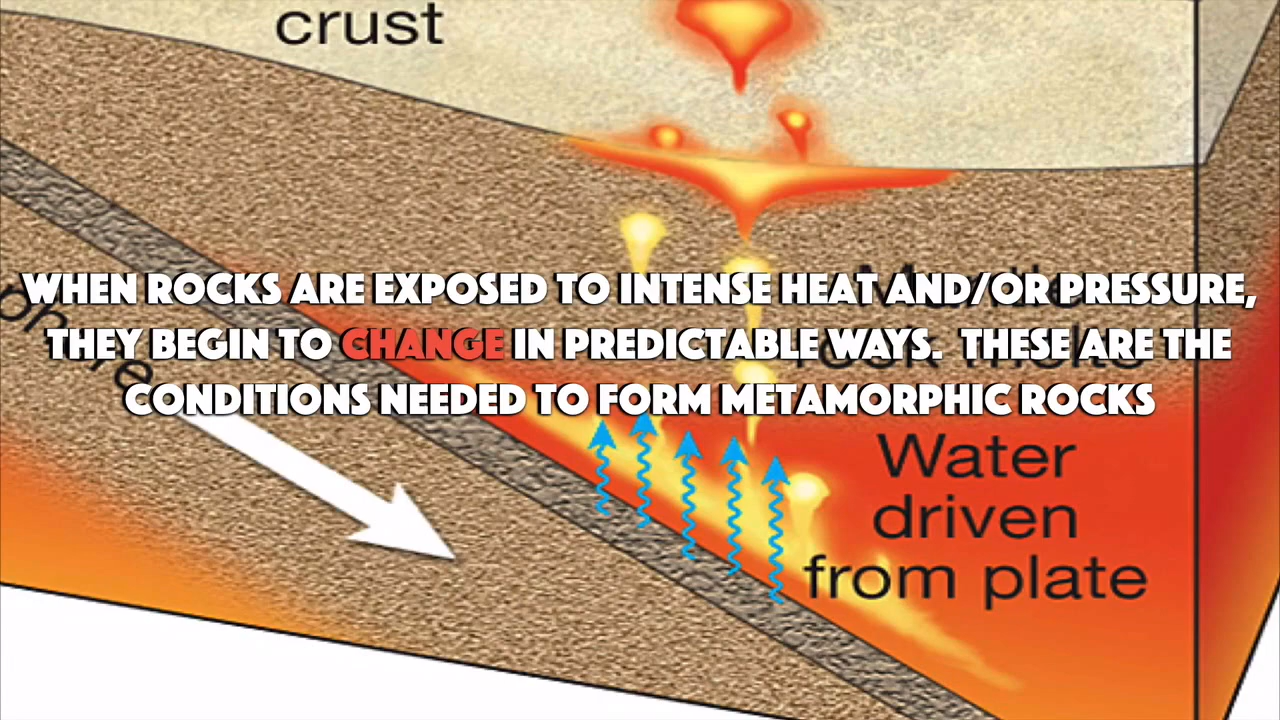 crust
WHEN ROCKS ARE EXPOSED TO INTENSE HEAT AND/OR PRESSURE,
THEY BEGIN TO CHANGE IN PREDICTABLE WAYS. THESE ARE THE
CONDITIONS NEEDED TO FORM METAMORPHIC ROCKS
Water
driven
from plate